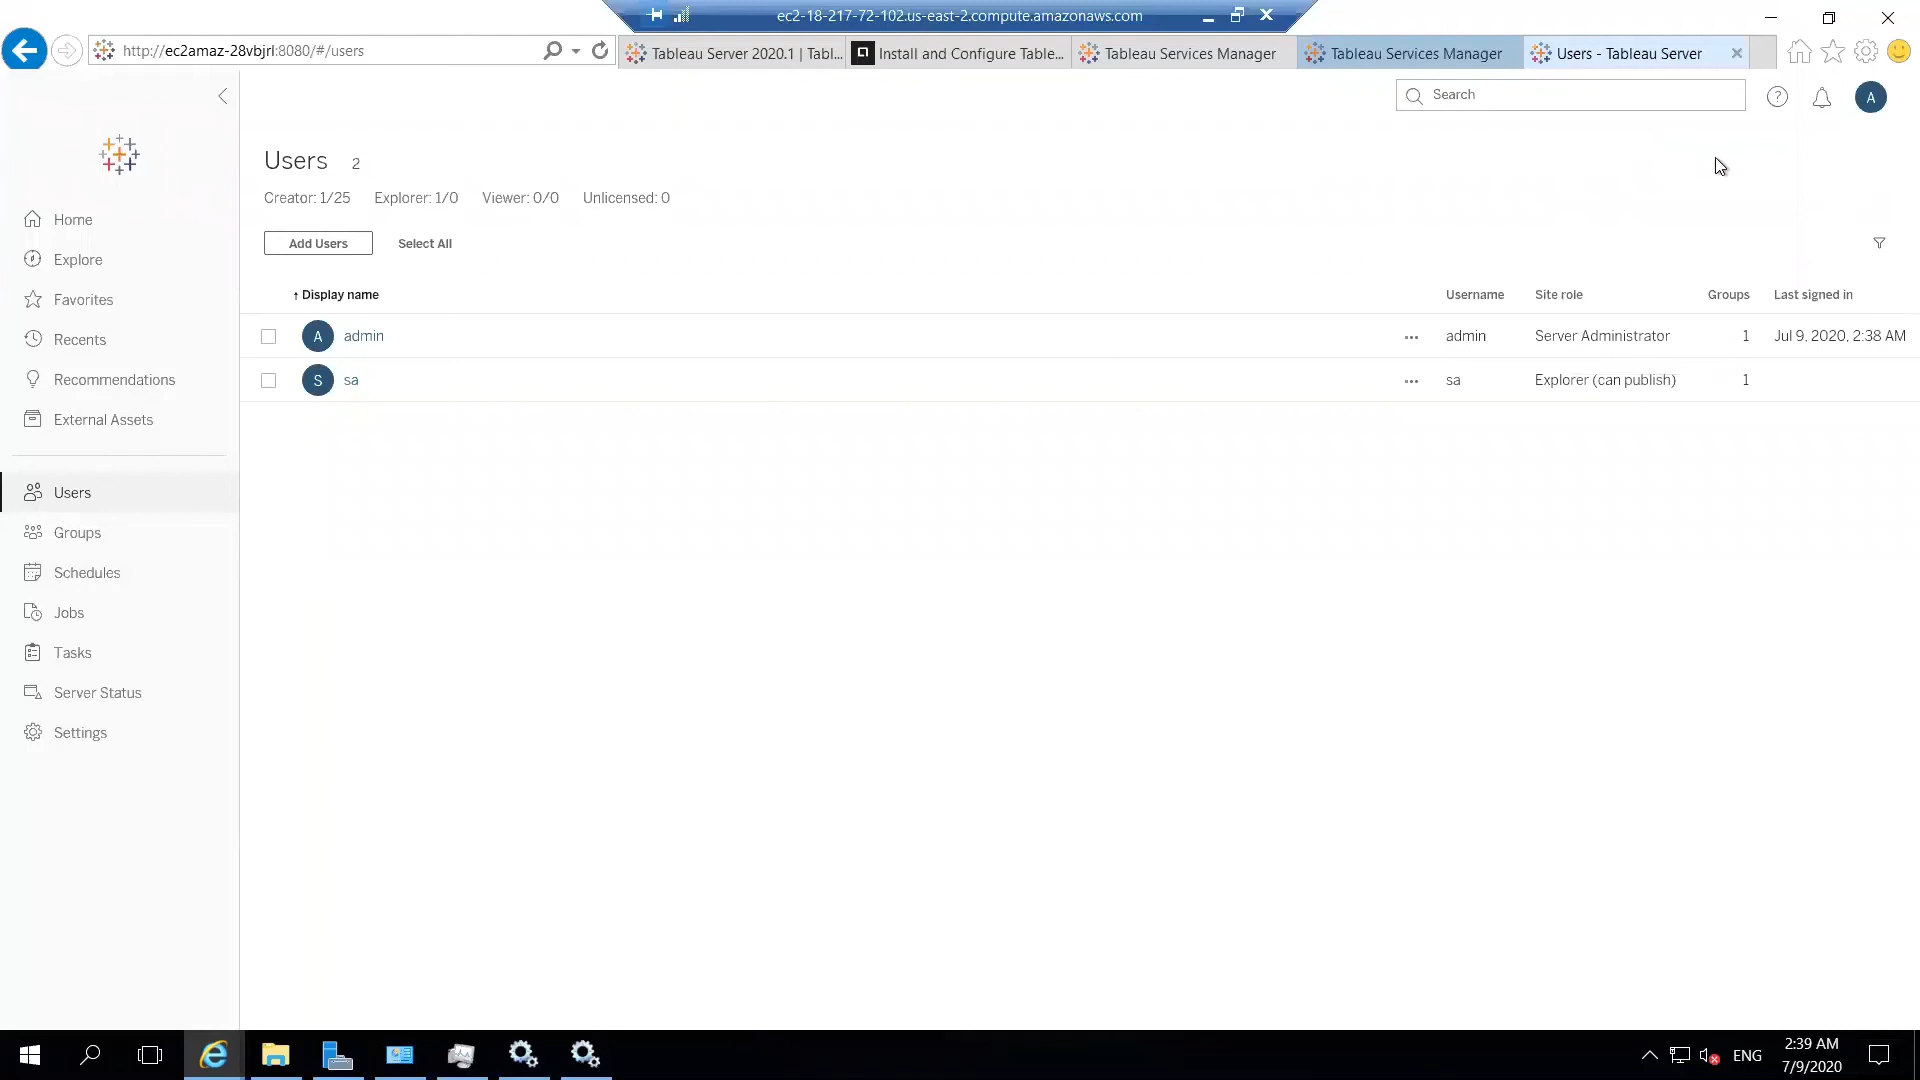 ec2-18-217-72-102.us-east-2.compute.amazonaws.com
http://ec2amaz-28vbjrl:8080/#/users
Tableau Server 2020.1 | Tabl...
Install and Configure Table...
Tableau Services Manager
Tableau Services Manager
Users - Tableau Server
Search
A
Users 2
Creator: 1/25 Explorer: 1/0 Viewer: 0/0 Unlicensed: 0
Add Users Select All
↑ Display name Username Site role Groups Last signed in
A admin ... admin Server Administrator 1 Jul 9, 2020, 2:38 AM
S sa ... sa Explorer (can publish) 1
Home
Explore
Favorites
Recents
Recommendations
External Assets
Users
Groups
Schedules
Jobs
Tasks
Server Status
Settings
ENG
2:39 AM
7/9/2020